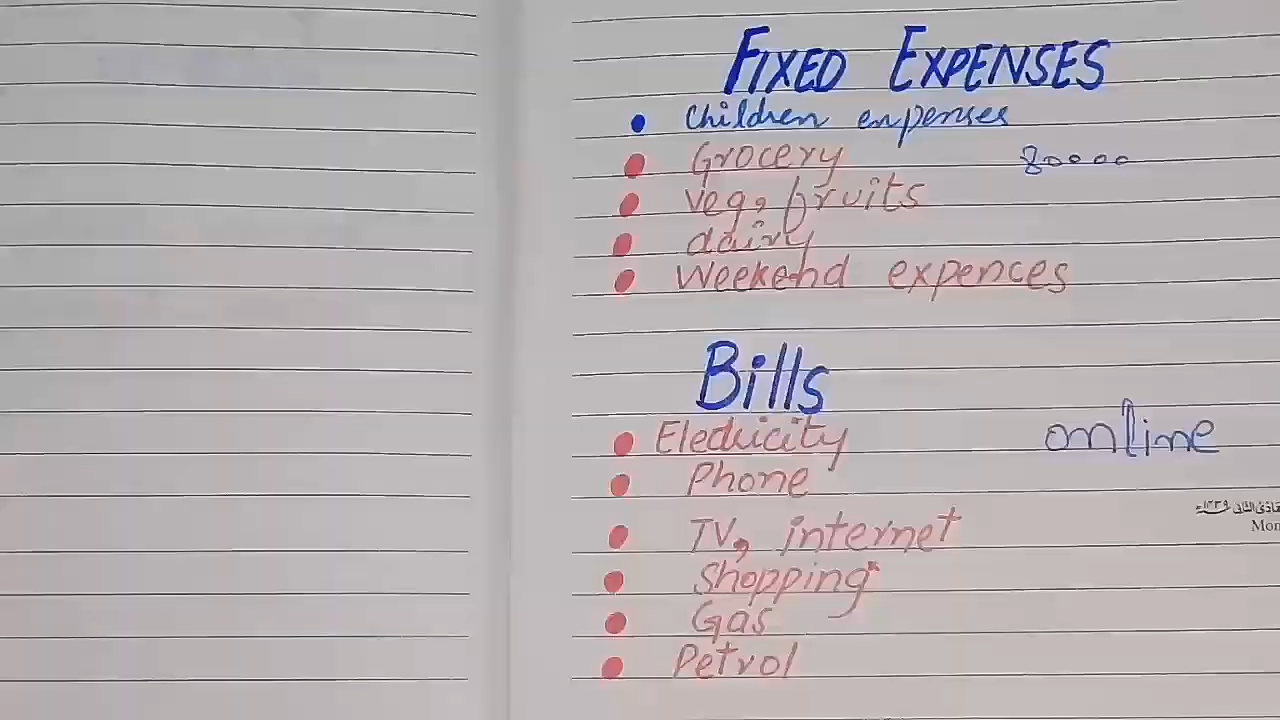 FIXED EXPENSES
Children expenses
Grocery 80000
Veg, fruits
dairy
Weekend expences
Bills
Electricity online
Phone
TV, internet
Shopping
Gas
Petrol
Mon